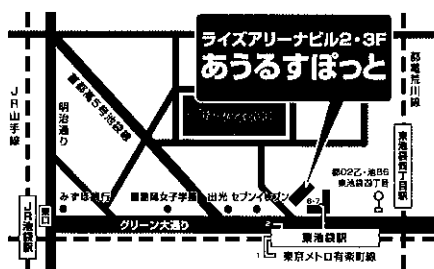 ライズアリーナビル2・3F
あうるすぽっと
JR山手線
明治通り
首都高5号池袋線
都電荒川線
東池袋四丁目駅
都02乙・池86
東池袋四丁目
みずほ銀行
豊島岡女子学園
出光
セブンイレブン
6・7
JR池袋駅
東口
グリーン大通り
2
東池袋駅
1
東京メトロ有楽町線